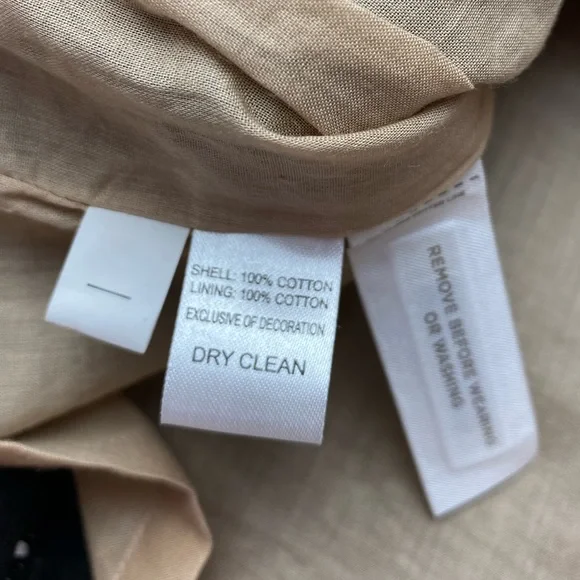 SHELL: 100% COTTON
LINING: 100% COTTON
EXCLUSIVE OF DECORATION
DRY CLEAN
REMOVE BEFORE WEARING
OR WASHING